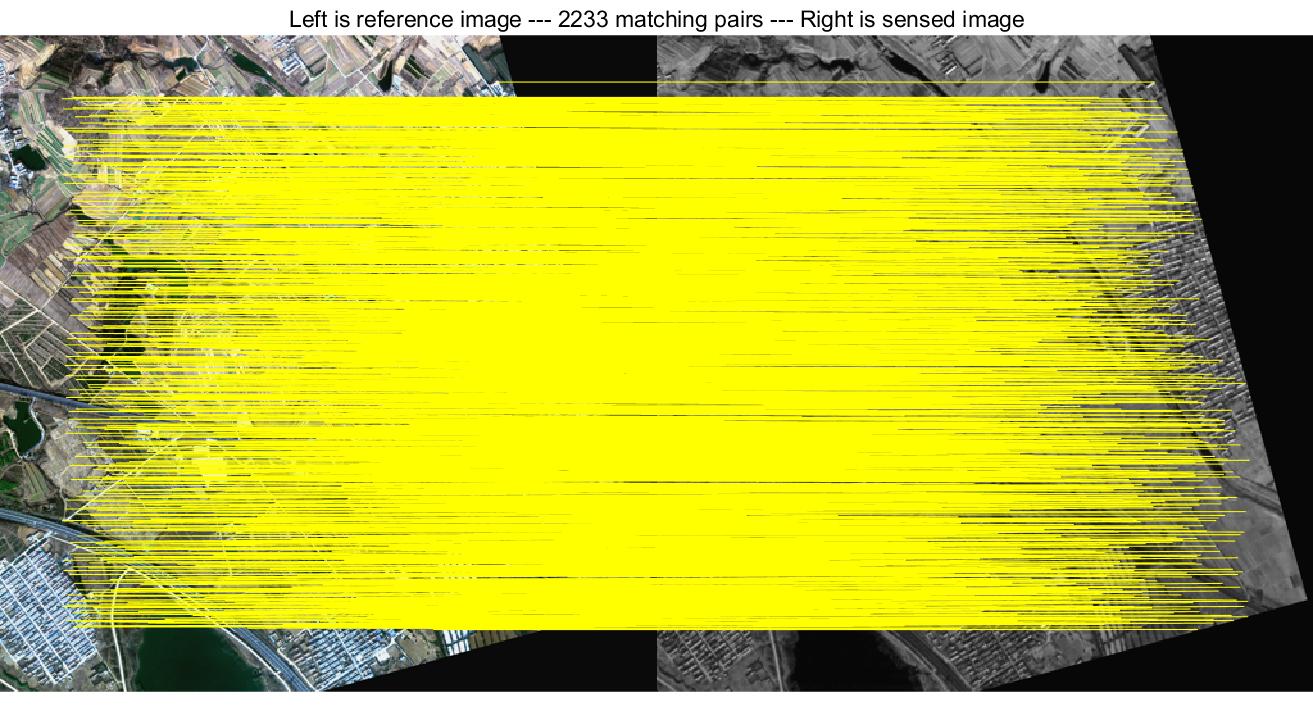 Left is reference image --- 2233 matching pairs --- Right is sensed image